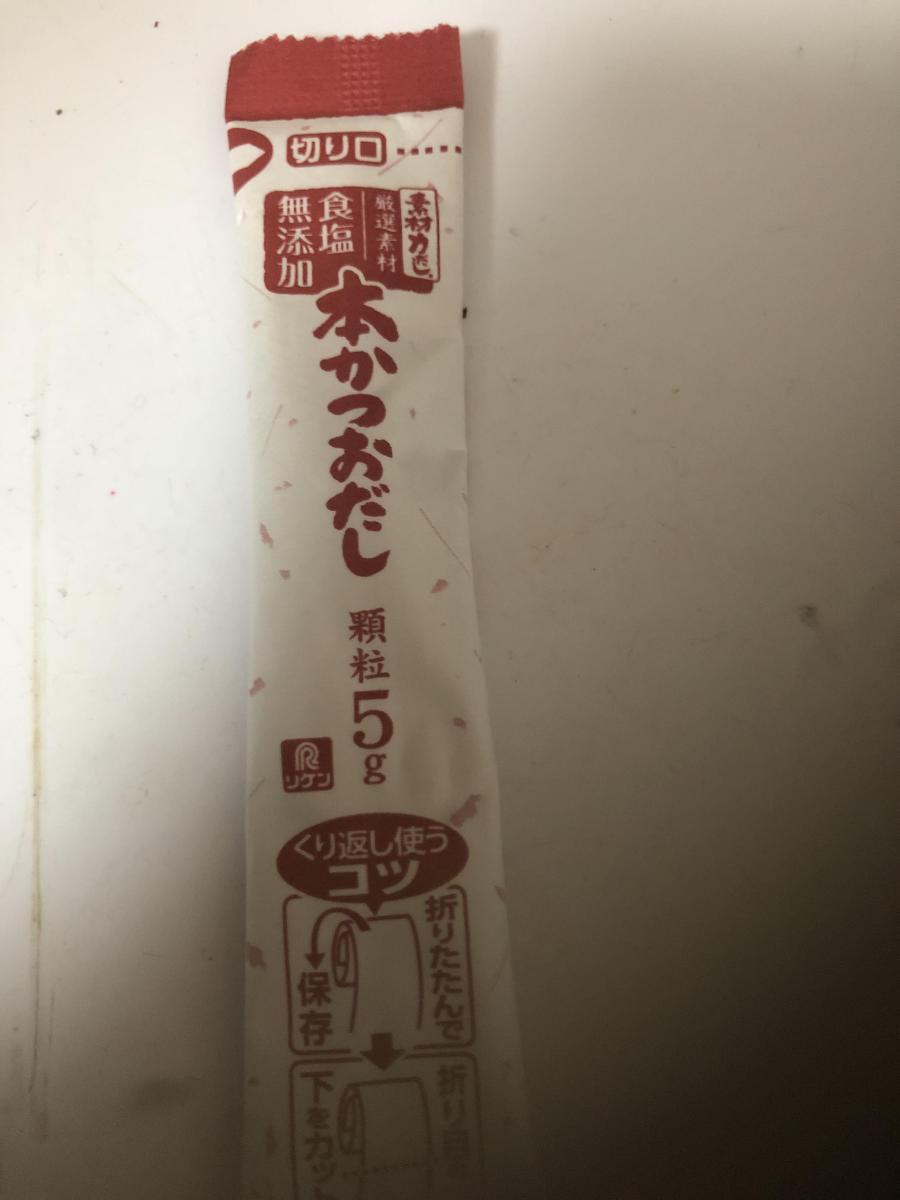 切り口
素材力だし
厳選素材
食塩
無添加
本かつおだし
顆粒
5g
リケン
くり返し使う
コツ
折りたたんで
保存
折り目の
下をカット